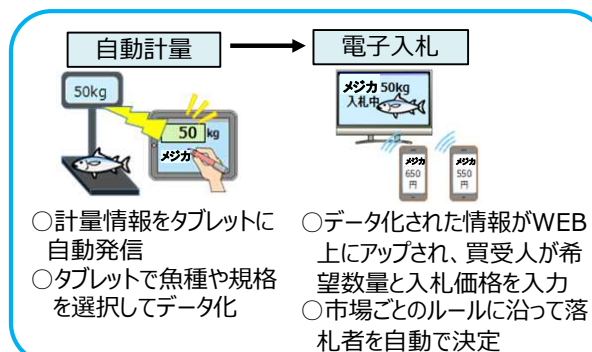 自動計量
電子入札
50kg
50 kg
メジカ
メジカ 50kg
入札中
メジカ
650
円
メジカ
550
円
○計量情報をタブレットに
自動発信
○タブレットで魚種や規格
を選択してデータ化
○データ化された情報がWEB
上にアップされ、買受人が希
望数量と入札価格を入力
○市場ごとのルールに沿って落
札者を自動で決定